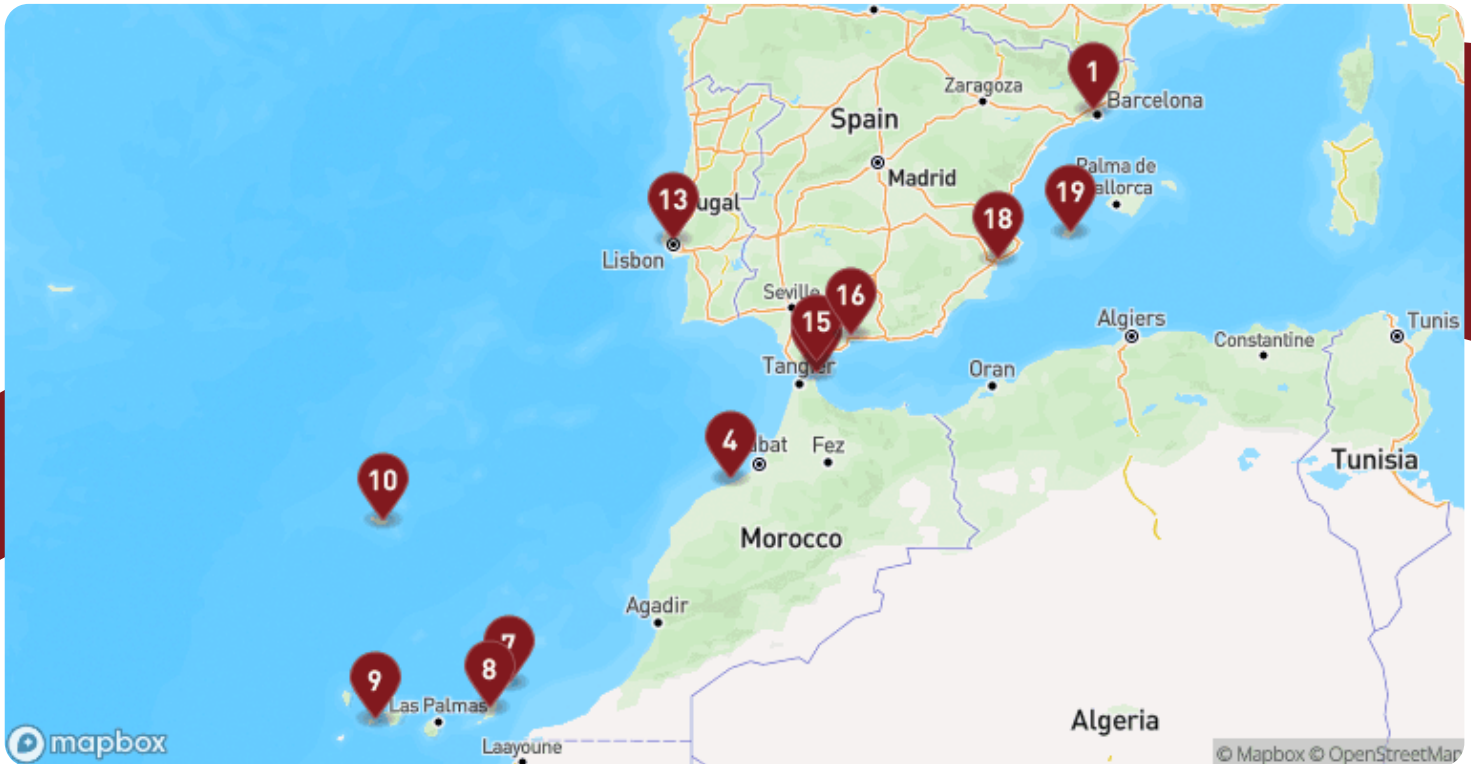 1
Zaragoza
Barcelona
Spain
Palma de
allorca
Madrid
19
13
ugal
18
Lisbon
16
Seville
15
Algiers
Tunis
Constantine
Tangier
Oran
4
bat
Fez
Tunisia
10
Morocco
Agadir
7
8
9
Las Palmas
Algeria
Laayoune
mapbox
© Mapbox © OpenStreetMap